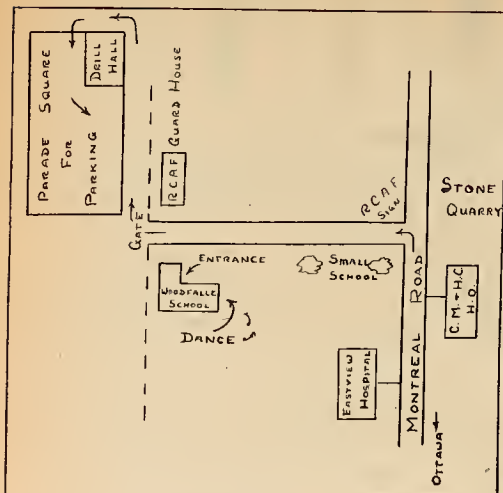 PARADE SQUARE
FOR
PARKING
DRILL
HALL
GATE
RCAF GUARD HOUSE
ENTRANCE
WOODFALLE
SCHOOL
DANCE
SMALL
SCHOOL
RCAF
SIGN
EASTVIEW
HOSPITAL
MONTREAL ROAD
STONE
QUARRY
C.M.&H.C.
H.Q.
OTTAWA